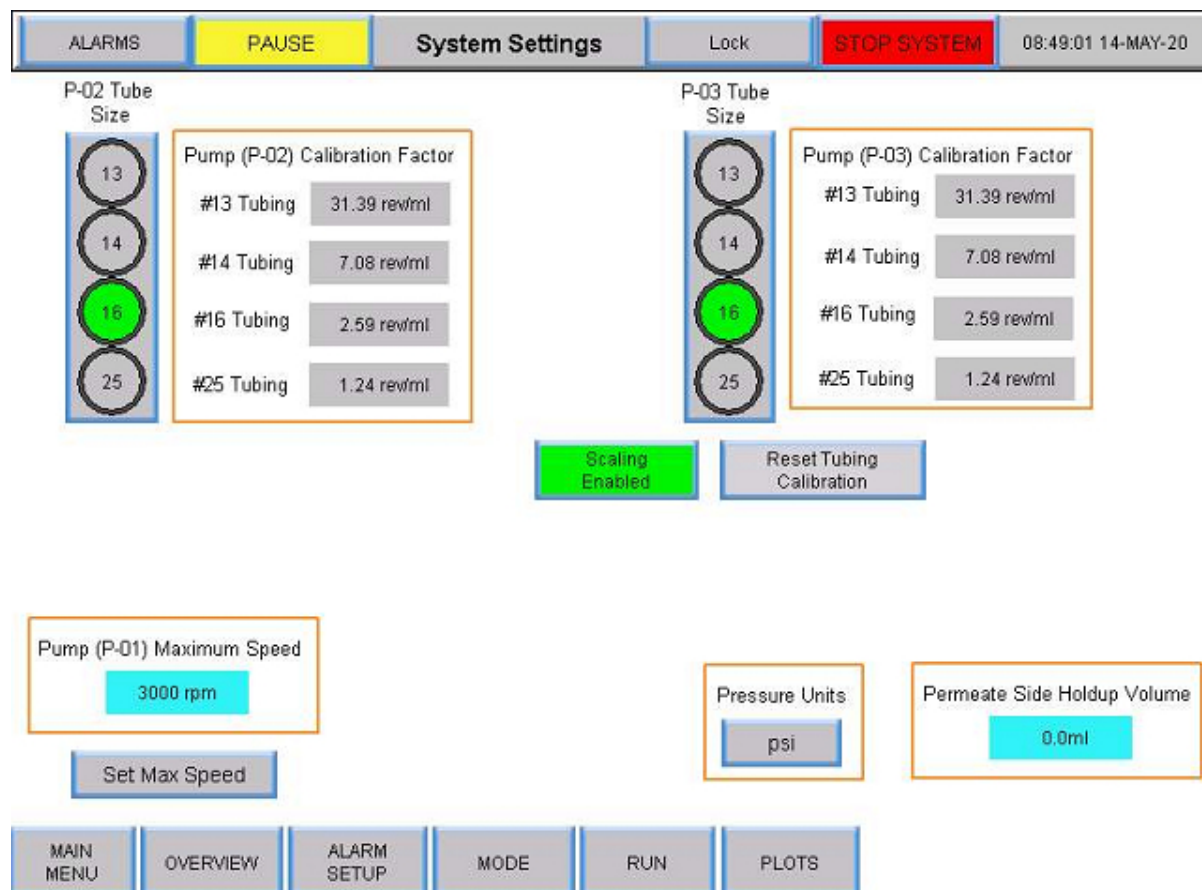 ALARMS
PAUSE
System Settings
Lock
STOP SYSTEM
08:49:01 14-MAY-20
P-02 Tube
Size
13
14
16
25
Pump (P-02) Calibration Factor
#13 Tubing 31.39 rev/ml
#14 Tubing 7.08 rev/ml
#16 Tubing 2.59 rev/ml
#25 Tubing 1.24 rev/ml
P-03 Tube
Size
13
14
16
25
Pump (P-03) Calibration Factor
#13 Tubing 31.39 rev/ml
#14 Tubing 7.08 rev/ml
#16 Tubing 2.59 rev/ml
#25 Tubing 1.24 rev/ml
Scaling
Enabled
Reset Tubing
Calibration
Pump (P-01) Maximum Speed
3000 rpm
Set Max Speed
Pressure Units
psi
Permeate Side Holdup Volume
0.0ml
MAIN
MENU
OVERVIEW
ALARM
SETUP
MODE
RUN
PLOTS